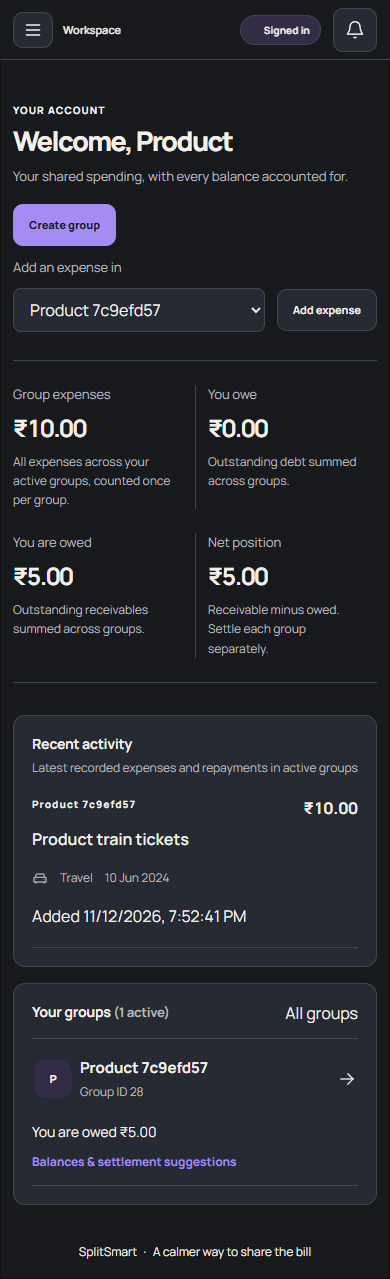 Workspace
Signed in
YOUR ACCOUNT
Welcome, Product
Your shared spending, with every balance accounted for.
Create group
Add an expense in
Product 7c9efd57
Add expense
Group expenses
₹10.00
All expenses across your
active groups, counted once
per group.
You owe
₹0.00
Outstanding debt summed
across groups.
You are owed
₹5.00
Outstanding receivables
summed across groups.
Net position
₹5.00
Receivable minus owed.
Settle each group
separately.
Recent activity
Latest recorded expenses and repayments in active groups
Product 7c9efd57
₹10.00
Product train tickets
Travel 10 Jun 2024
Added 11/12/2026, 7:52:41 PM
Your groups (1 active)
All groups
P
Product 7c9efd57
Group ID 28
You are owed ₹5.00
Balances & settlement suggestions
SplitSmart · A calmer way to share the bill